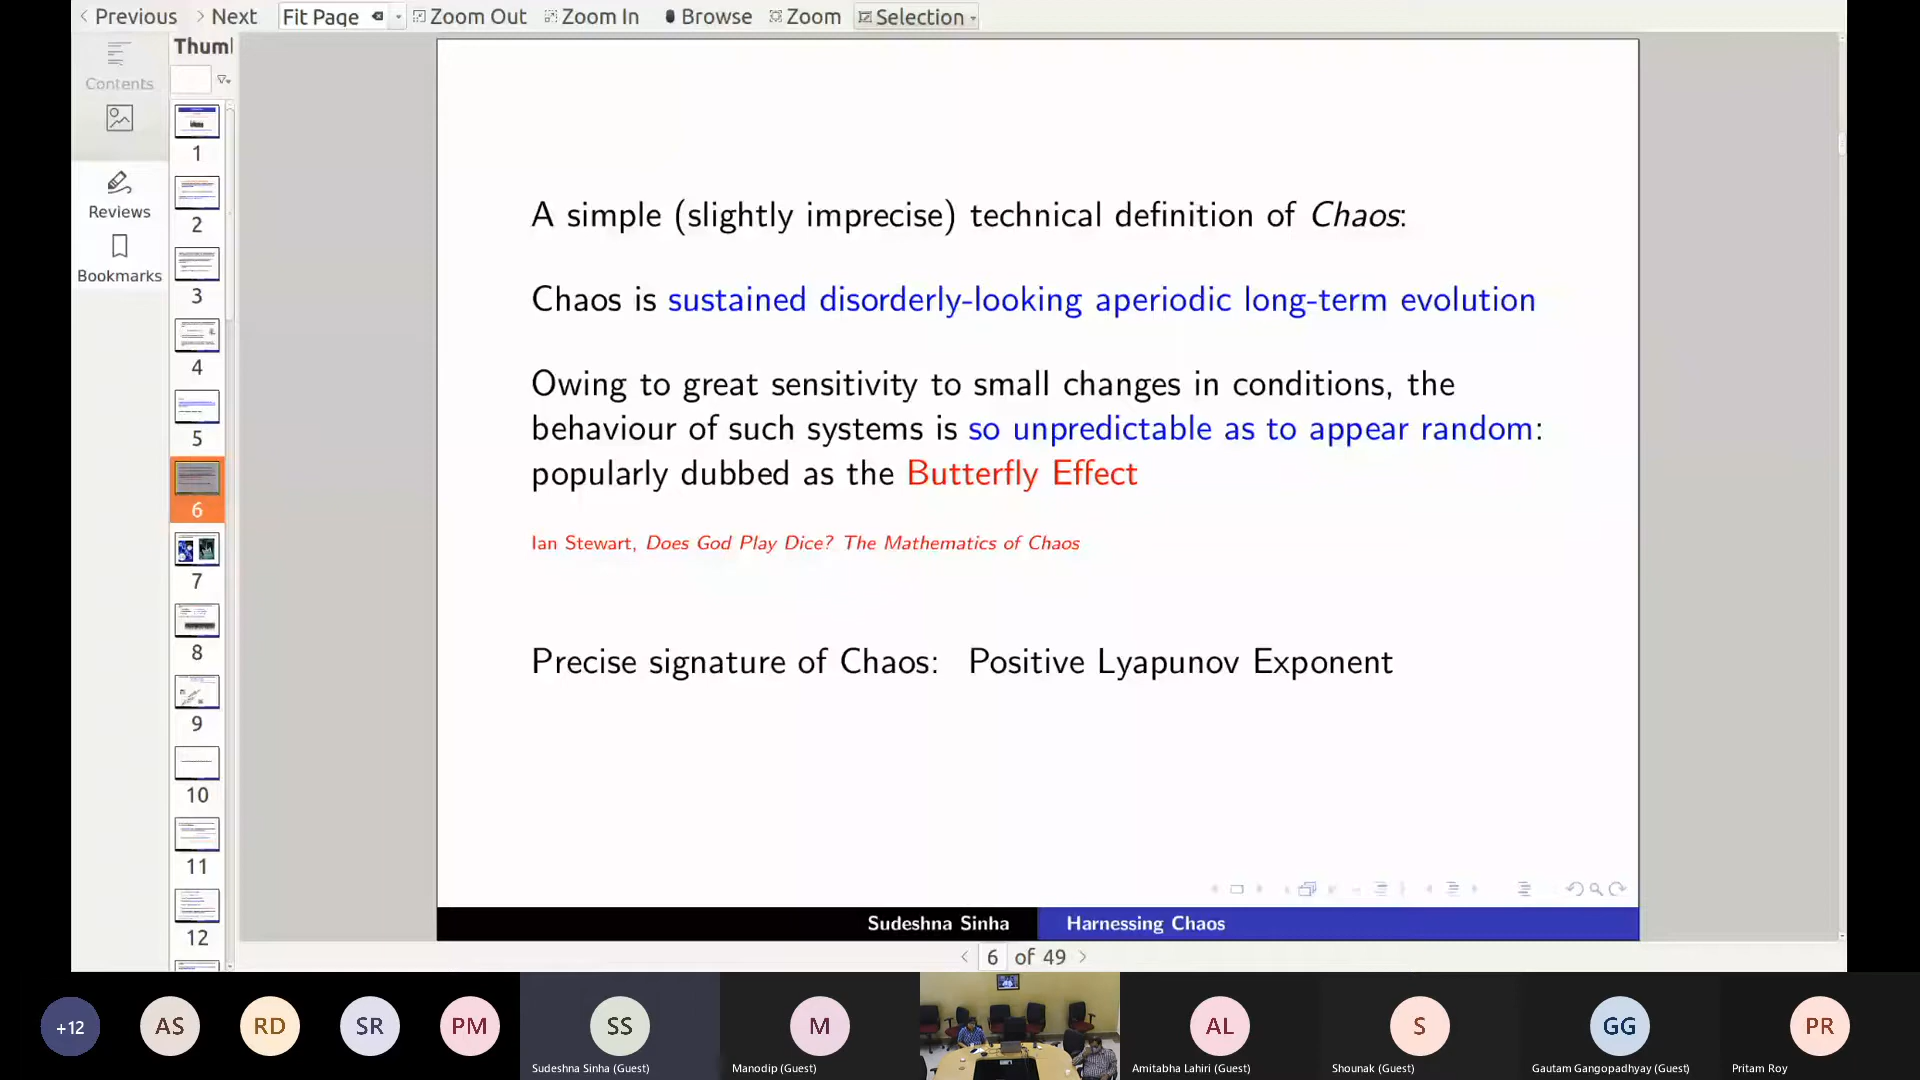 Previous Next Fit Page Zoom Out Zoom In Browse Zoom Selection
Thuml
Contents
Reviews
Bookmarks
1
2
3
4
5
6
7
8
9
10
11
12
A simple (slightly imprecise) technical definition of Chaos:
Chaos is sustained disorderly-looking aperiodic long-term evolution
Owing to great sensitivity to small changes in conditions, the
behaviour of such systems is so unpredictable as to appear random:
popularly dubbed as the Butterfly Effect
Ian Stewart, Does God Play Dice? The Mathematics of Chaos
Precise signature of Chaos: Positive Lyapunov Exponent
Sudeshna Sinha Harnessing Chaos
6 of 49
+12 AS RD SR PM SS M AL S GG PR
Sudeshna Sinha (Guest) Manodip (Guest) Amitabha Lahiri (Guest) Shounak (Guest) Gautam Gangopadhyay (Guest) Pritam Roy